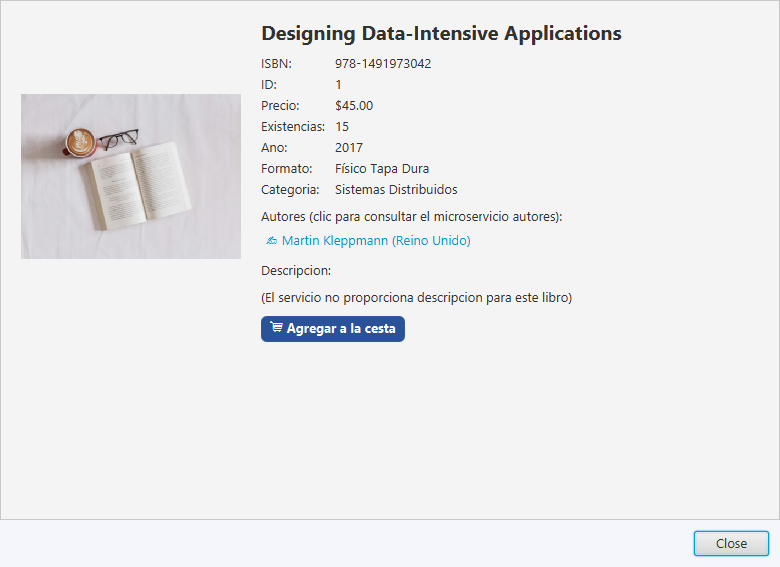 Designing Data-Intensive Applications
ISBN: 978-1491973042
ID: 1
Precio: $45.00
Existencias: 15
Ano: 2017
Formato: Físico Tapa Dura
Categoria: Sistemas Distribuidos
Autores (clic para consultar el microservicio autores):
✍ Martin Kleppmann (Reino Unido)
Descripcion:
(El servicio no proporciona descripcion para este libro)
Agregar a la cesta
Close